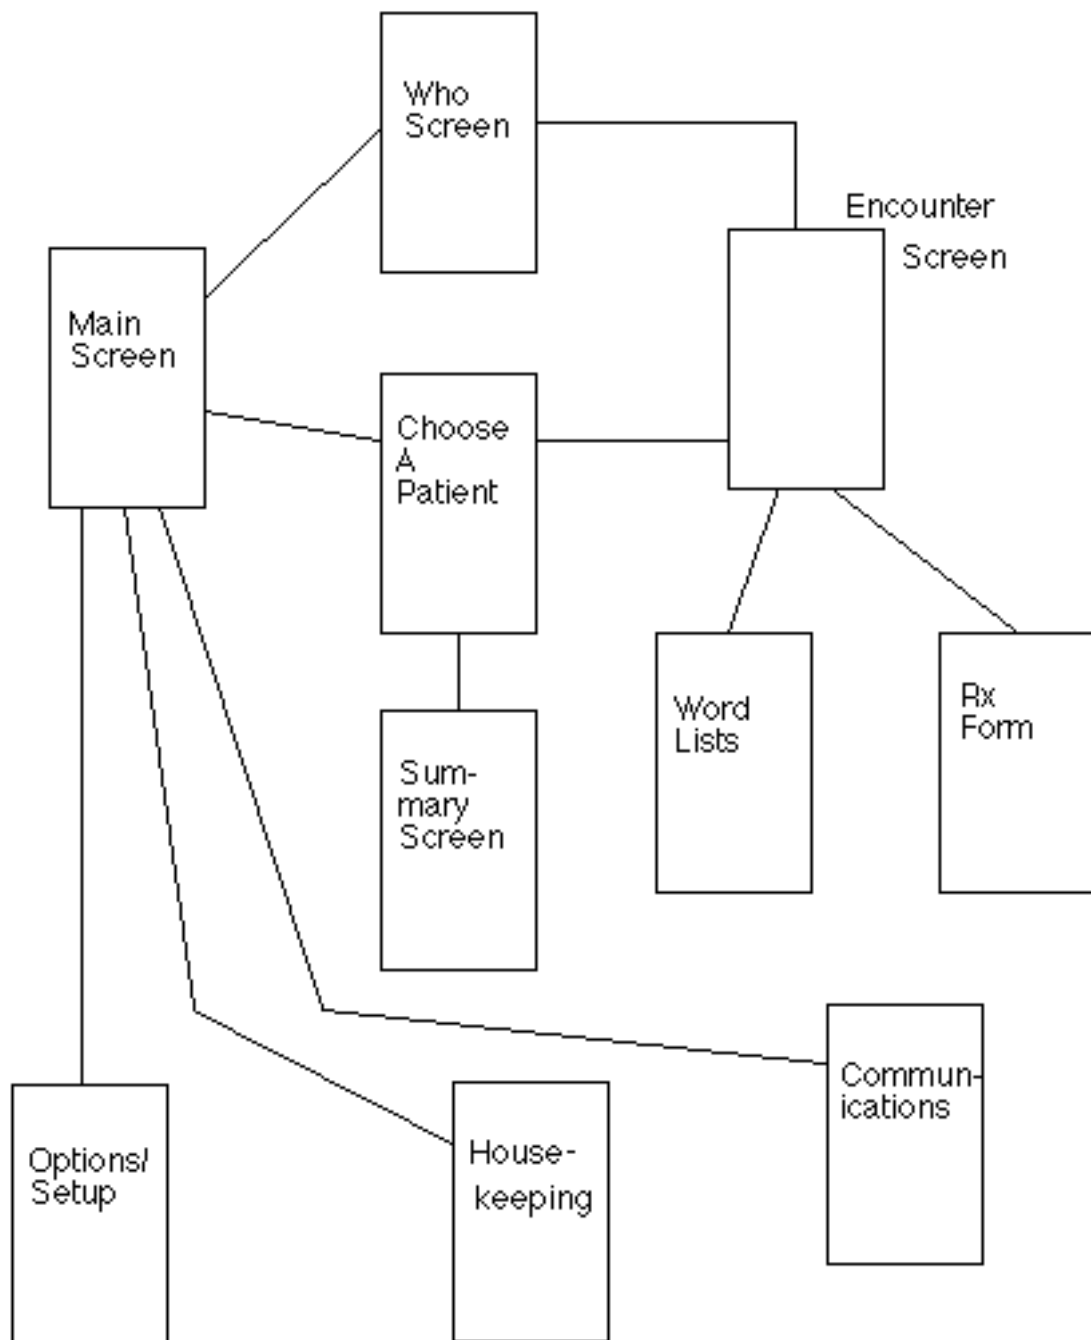 Who
Screen
Encounter
Screen
Main
Screen
Choose
A
Patient
Word
Lists
Rx
Form
Sum-
mary
Screen
Commun-
ications
Options/
Setup
House-
keeping